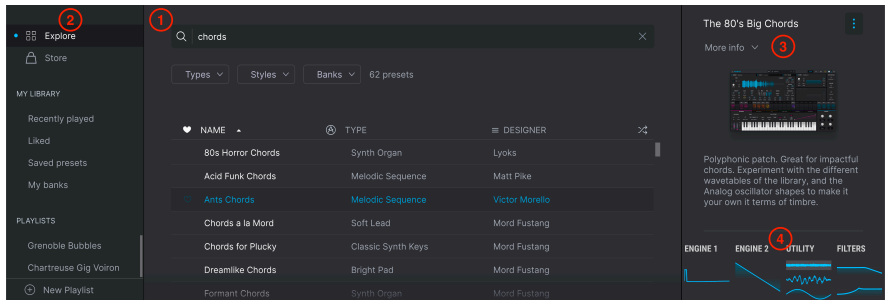 2
Explore
Store
MY LIBRARY
Recently played
Liked
Saved presets
My banks
PLAYLISTS
Grenoble Bubbles
Chartreuse Gig Voiron
New Playlist
1
chords
Types Styles Banks 62 presets
NAME TYPE DESIGNER
80s Horror Chords Synth Organ Lyoks
Acid Funk Chords Melodic Sequence Matt Pike
Ants Chords Melodic Sequence Victor Morello
Chords a la Mord Soft Lead Mord Fustang
Chords for Plucky Classic Synth Keys Mord Fustang
Dreamlike Chords Bright Pad Mord Fustang
Formant Chords Synth Organ Mord Fustang
The 80's Big Chords
More info 3
Polyphonic patch. Great for impactful
chords. Experiment with the different
wavetables of the library, and the
Analog oscillator shapes to make it
your own it terms of timbre.
4
ENGINE 1 ENGINE 2 UTILITY FILTERS